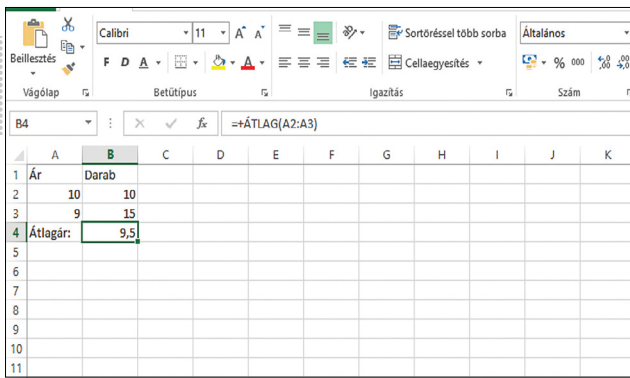 Calibri 11 A A Sortöréssel több sorba Általános
Beillesztés F D A A Cellaegyesítés % 000
Vágólap Betűtípus Igazítás Szám
B4 fx =+ÁTLAG(A2:A3)
A B C D E F G H I J K
1 Ár Darab
2 10 10
3 9 15
4 Átlagár: 9,5
5
6
7
8
9
10
11